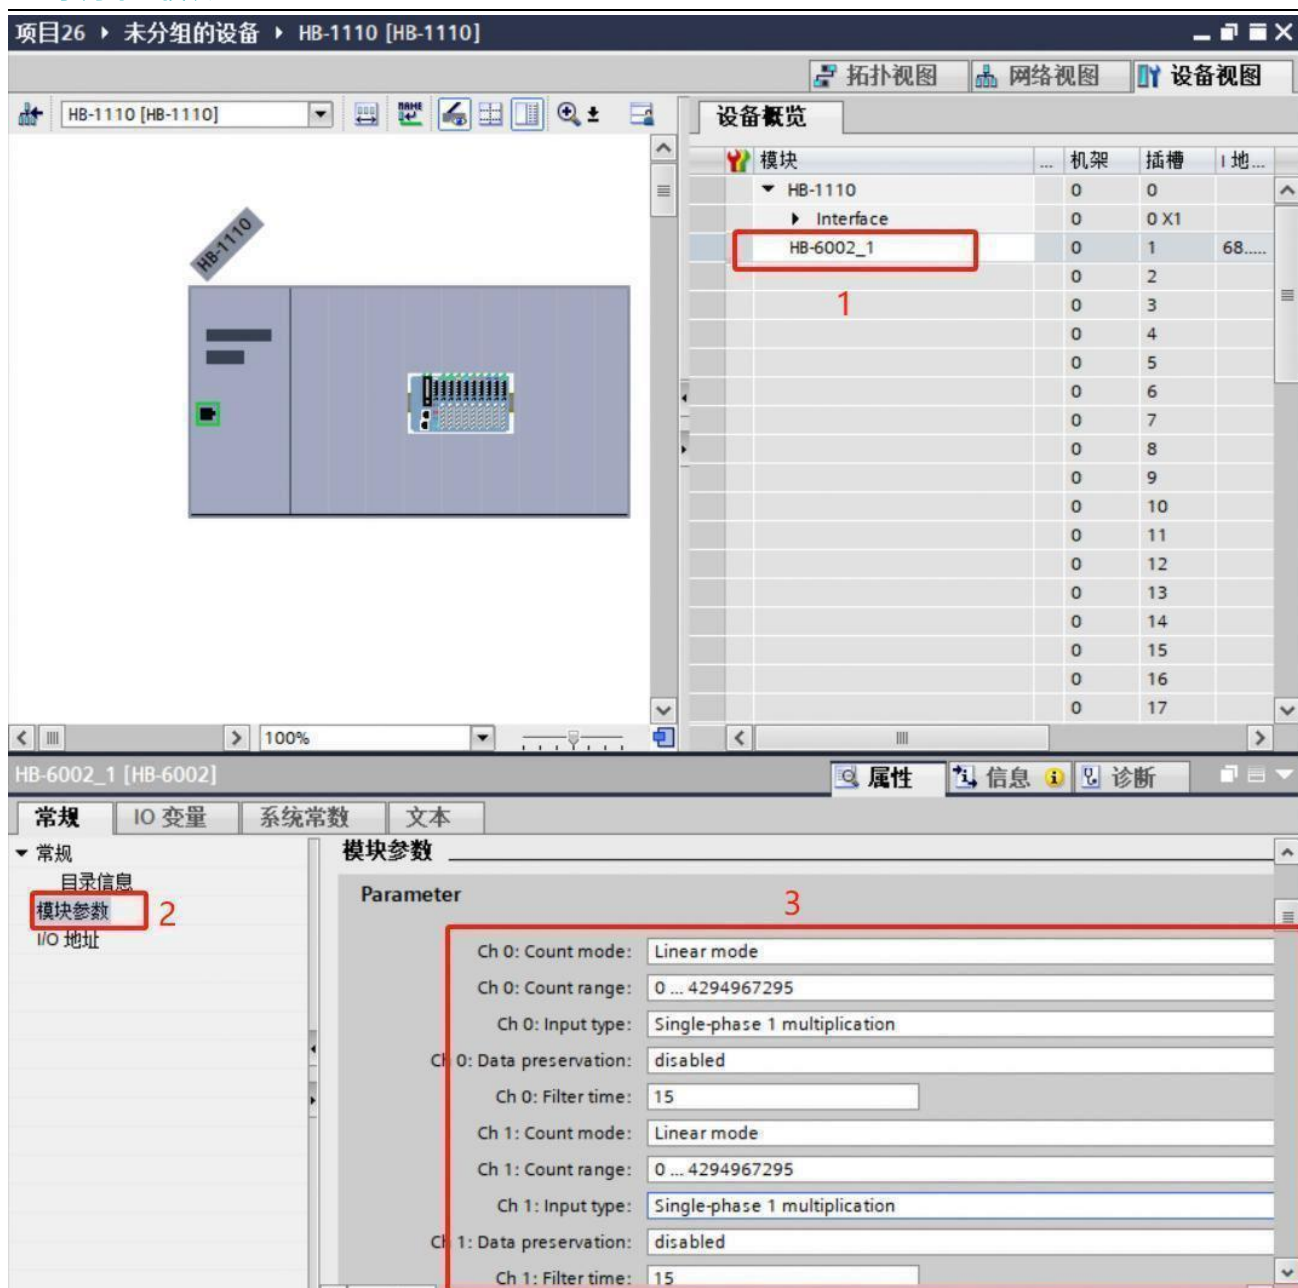 项目26 ▸ 未分组的设备 ▸ HB-1110 [HB-1110]
拓扑视图 网络视图 设备视图
HB-1110 [HB-1110]
设备概览
模块 ... 机架 插槽 I 地...
HB-1110 0 0
Interface 0 0 X1
HB-6002_1 0 1 68.....
0 2
1
0 3
0 4
0 5
0 6
0 7
0 8
0 9
0 10
0 11
0 12
0 13
0 14
0 15
0 16
0 17
HB-1110
100%
HB-6002_1 [HB-6002]
属性 信息 诊断
常规 IO 变量 系统常数 文本
常规
目录信息
模块参数 2
I/O 地址
模块参数
Parameter
3
Ch 0: Count mode: Linear mode
Ch 0: Count range: 0 ... 4294967295
Ch 0: Input type: Single-phase 1 multiplication
Ch 0: Data preservation: disabled
Ch 0: Filter time: 15
Ch 1: Count mode: Linear mode
Ch 1: Count range: 0 ... 4294967295
Ch 1: Input type: Single-phase 1 multiplication
Ch 1: Data preservation: disabled
Ch 1: Filter time: 15